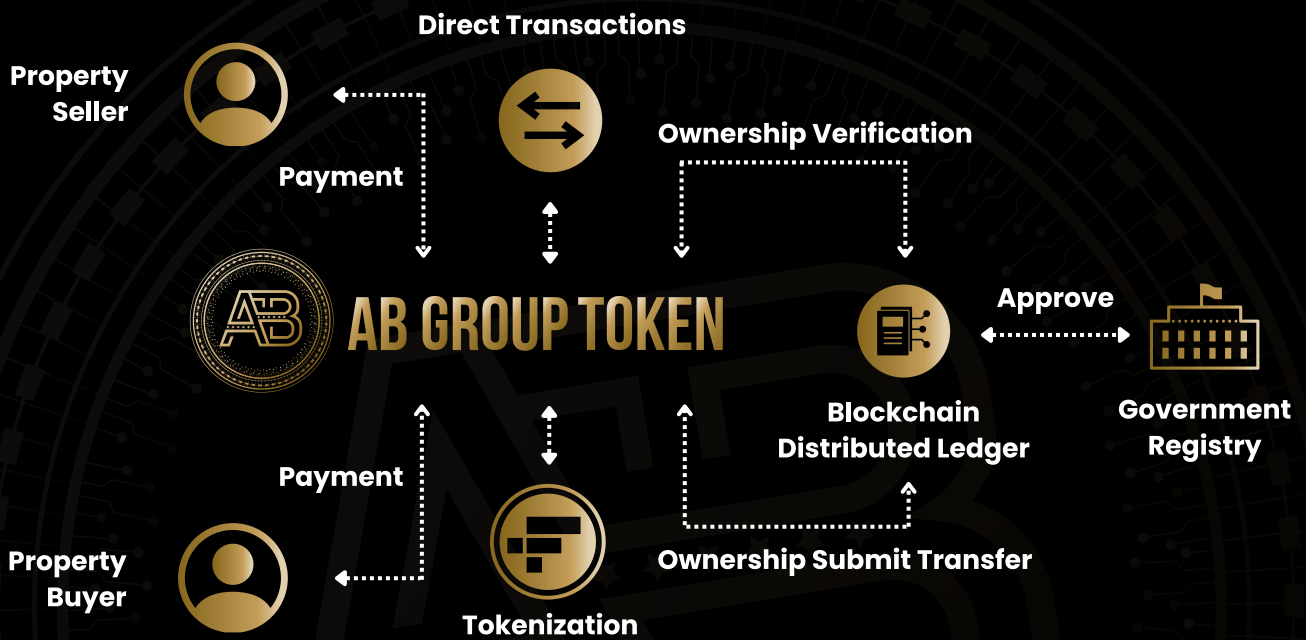 Direct Transactions
Property
Seller
Ownership Verification
Payment
AB
AB GROUP TOKEN
Approve
Blockchain
Distributed Ledger
Government
Registry
Payment
Property
Buyer
Ownership Submit Transfer
Tokenization